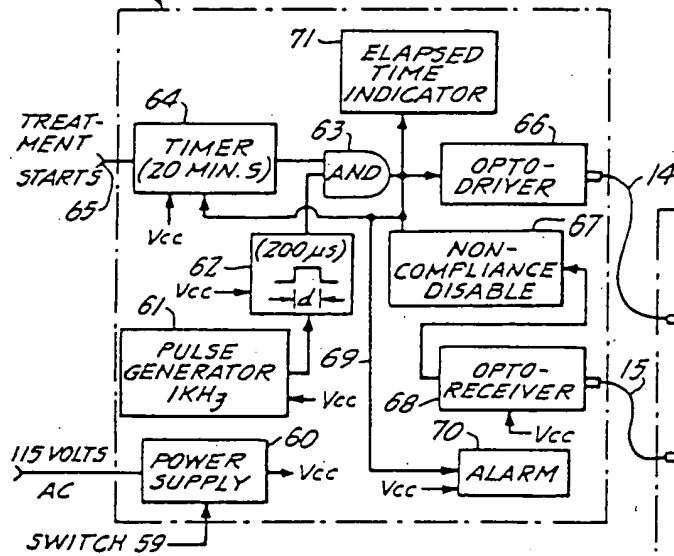 71
ELAPSED
TIME
INDICATOR
64
63
66
TREAT-
MENT
STARTS
65
TIMER
(20 MIN.S)
AND
OPTO-
DRIVER
14
Vcc
67
62
(200 µs)
d
Vcc
NON-
COMPLIANCE
DISABLE
61
PULSE
GENERATOR
1KHz
Vcc
69
OPTO-
RECEIVER
68
15
Vcc
60
70
115 VOLTS
AC
POWER
SUPPLY
Vcc
ALARM
Vcc
SWITCH 59